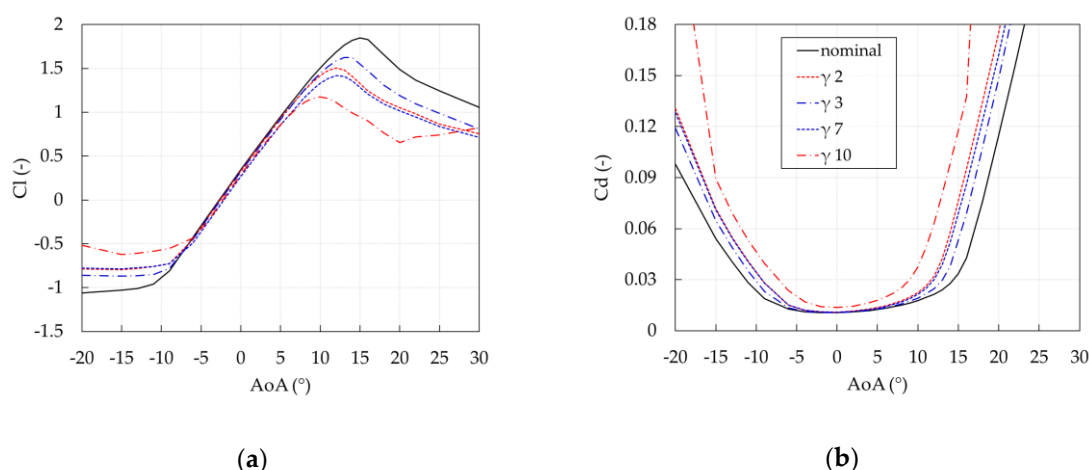 2
1.5
1
0.5
0
-0.5
-1
-1.5
Cl (-)
-20 -15 -10 -5 0 5 10 15 20 25 30
AoA (°)
(a)
0.18
0.15
0.12
0.09
0.06
0.03
0
Cd (-)
nominal
γ 2
γ 3
γ 7
γ 10
-20 -15 -10 -5 0 5 10 15 20 25 30
AoA (°)
(b)